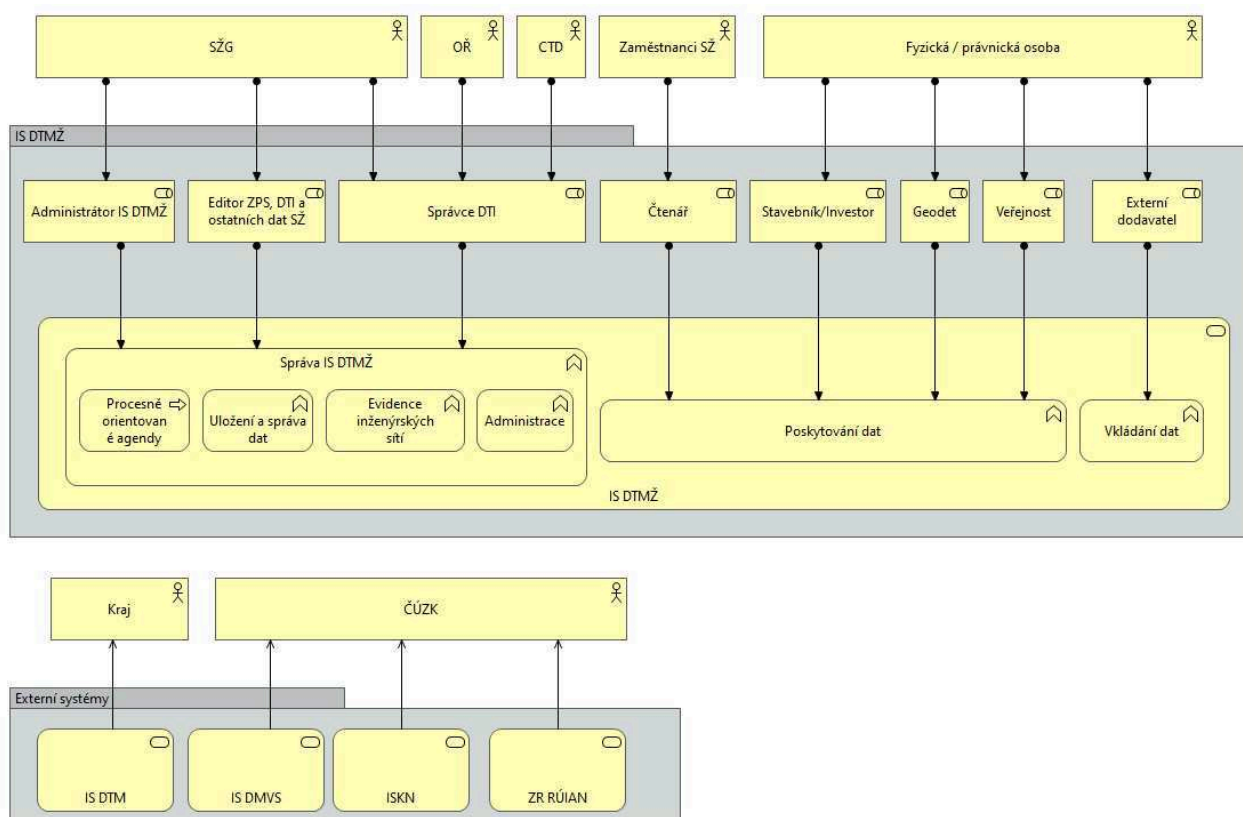 SŽG
OŘ
CTD
Zaměstnanci SŽ
Fyzická / právnická osoba
IS DTMŽ
Administrátor IS DTMŽ
Editor ZPS, DTI a
ostatních dat SŽ
Správce DTI
Čtenář
Stavebník/Investor
Geodet
Veřejnost
Externí
dodavatel
Správa IS DTMŽ
Procesně
orientovan
é agendy
Uložení a správa
dat
Evidence
inženýrských
sítí
Administrace
Poskytování dat
Vkládání dat
IS DTMŽ
Kraj
ČÚZK
Externí systémy
IS DTM
IS DMVS
ISKN
ZR RÚIAN